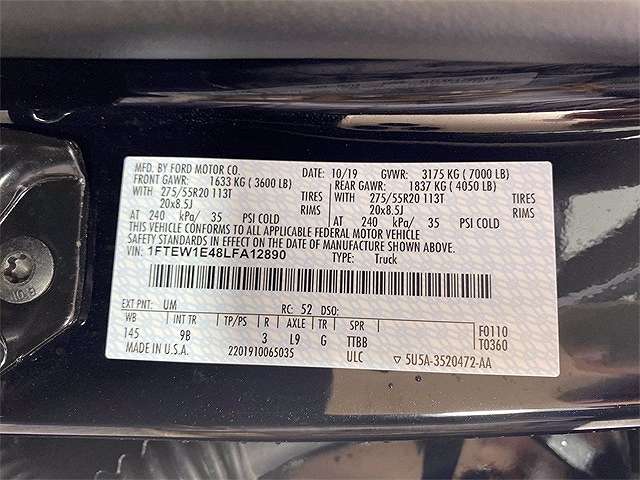 MFD. BY FORD MOTOR CO.
DATE: 10/19 GVWR: 3175 KG (7000 LB)
FRONT GAWR: 1633 KG (3600 LB)
REAR GAWR: 1837 KG (4050 LB)
WITH 275/55R20 113T TIRES
WITH 275/55R20 113T TIRES
20x8.5J RIMS
20x8.5J RIMS
AT 240 kPa/ 35 PSI COLD
AT 240 kPa/ 35 PSI COLD
THIS VEHICLE CONFORMS TO ALL APPLICABLE FEDERAL MOTOR VEHICLE
SAFETY STANDARDS IN EFFECT ON THE DATE OF MANUFACTURE SHOWN ABOVE.
VIN: 1FTEW1E48LFA12890
TYPE: Truck
EXT PNT: UM RC: 52 DSO:
WB INT TR TP/PS R AXLE TR SPR F0110
145 9B 3 L9 G TTBB T0360
MADE IN U.S.A. 2201910065035 ULC ▽ 5U5A-3520472-AA